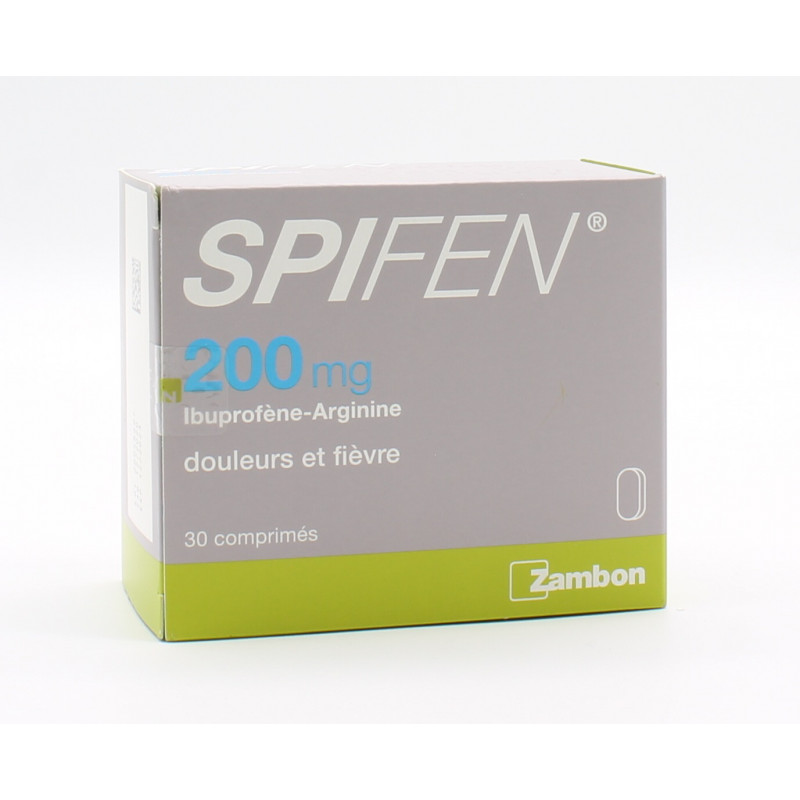 SPIFEN®
200 mg
Ibuprofène-Arginine
douleurs et fièvre
30 comprimés
Zambon